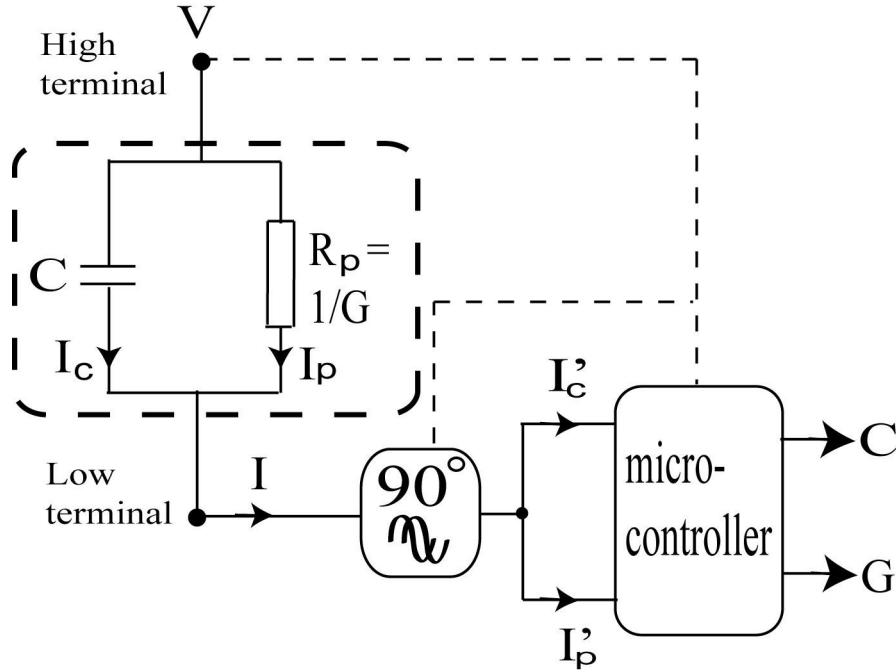 V
High
terminal
C
Rp =
1/G
Ic
Ip
Low
terminal
I
90°
I'c
I'p
micro-
controller
C
G